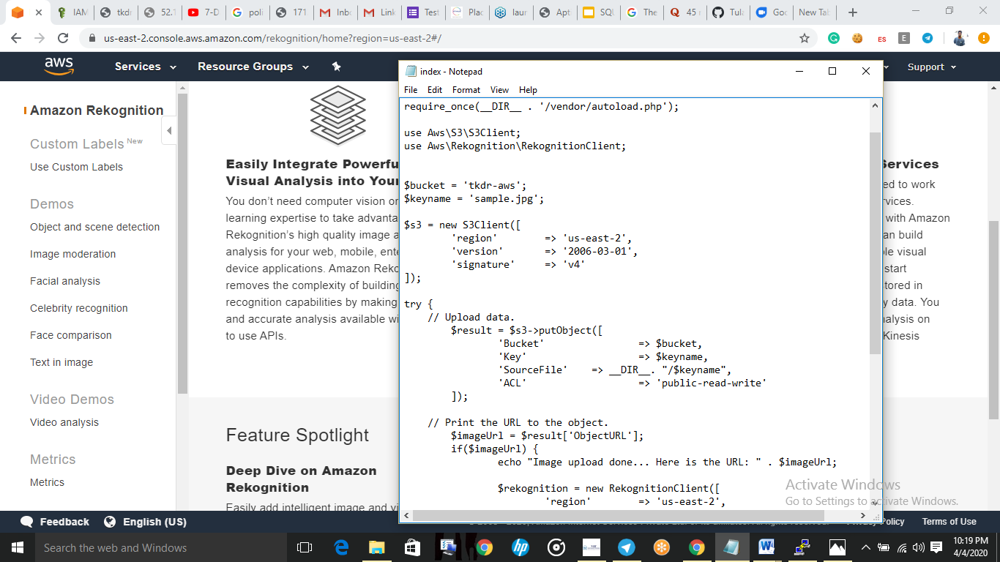 IAM
tkdr
52.1
7-D
poli
171
Inb
Link
Test
Plac
laur
Apti
SQL
The
45
Tula
Goo
New Tab
us-east-2.console.aws.amazon.com/rekognition/home?region=us-east-2#/
ES
E
aws
Services
Resource Groups
Support
Amazon Rekognition
Custom Labels New
Use Custom Labels
Demos
Object and scene detection
Image moderation
Facial analysis
Celebrity recognition
Face comparison
Text in image
Video Demos
Video analysis
Metrics
Metrics
Easily Integrate Powerfu
Visual Analysis into Your
You don't need computer vision or
learning expertise to take advanta
Rekognition's high quality image a
analysis for your web, mobile, ente
device applications. Amazon Reko
removes the complexity of building
recognition capabilities by making
and accurate analysis available wi
to use APIs.
Feature Spotlight
Deep Dive on Amazon
Rekognition
Easily add intelligent image and vi
index - Notepad
File Edit Format View Help
require_once(__DIR__ . '/vendor/autoload.php');
use Aws\S3\S3Client;
use Aws\Rekognition\RekognitionClient;
$bucket = 'tkdr-aws';
$keyname = 'sample.jpg';
$s3 = new S3Client([
'region' => 'us-east-2',
'version' => '2006-03-01',
'signature' => 'v4'
]);
try {
// Upload data.
$result = $s3->putObject([
'Bucket' => $bucket,
'Key' => $keyname,
'SourceFile' => __DIR__. "/$keyname",
'ACL' => 'public-read-write'
]);
// Print the URL to the object.
$imageUrl = $result['ObjectURL'];
if($imageUrl) {
echo "Image upload done... Here is the URL: " . $imageUrl;
$rekognition = new RekognitionClient([
'region' => 'us-east-2',
Services
ed to work
rvices.
with Amazon
an build
le visual
start
tored in
y data. You
alysis on
Kinesis
Activate Windows
Go to Settings to activate Windows.
Feedback
English (US)
Policy
Terms of Use
Search the web and Windows
hp
10:19 PM
4/4/2020